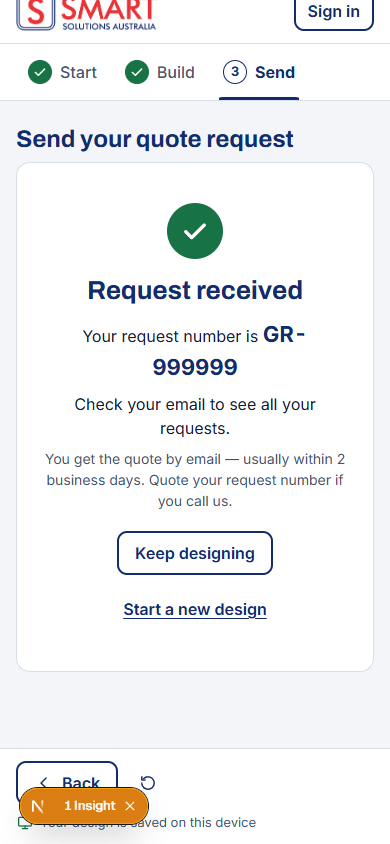 S SMART
SOLUTIONS AUSTRALIA
Sign in
Start
Build
3 Send
Send your quote request
Request received
Your request number is GR-
999999
Check your email to see all your
requests.
You get the quote by email — usually within 2
business days. Quote your request number if
you call us.
Keep designing
Start a new design
Back
N 1 Insight
design is saved on this device